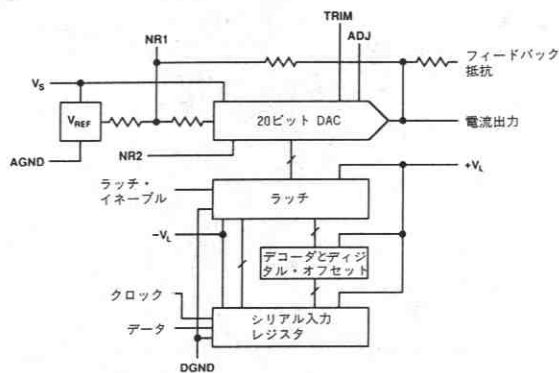 TRIM
NR1
ADJ
フィードバック
抵抗
VS
VREF
20ビット DAC
電流出力
AGND
NR2
+VL
ラッチ・
イネーブル
ラッチ
−VL
デコーダとディジ
タル・オフセット
クロック
シリアル入力
レジスタ
データ
DGND